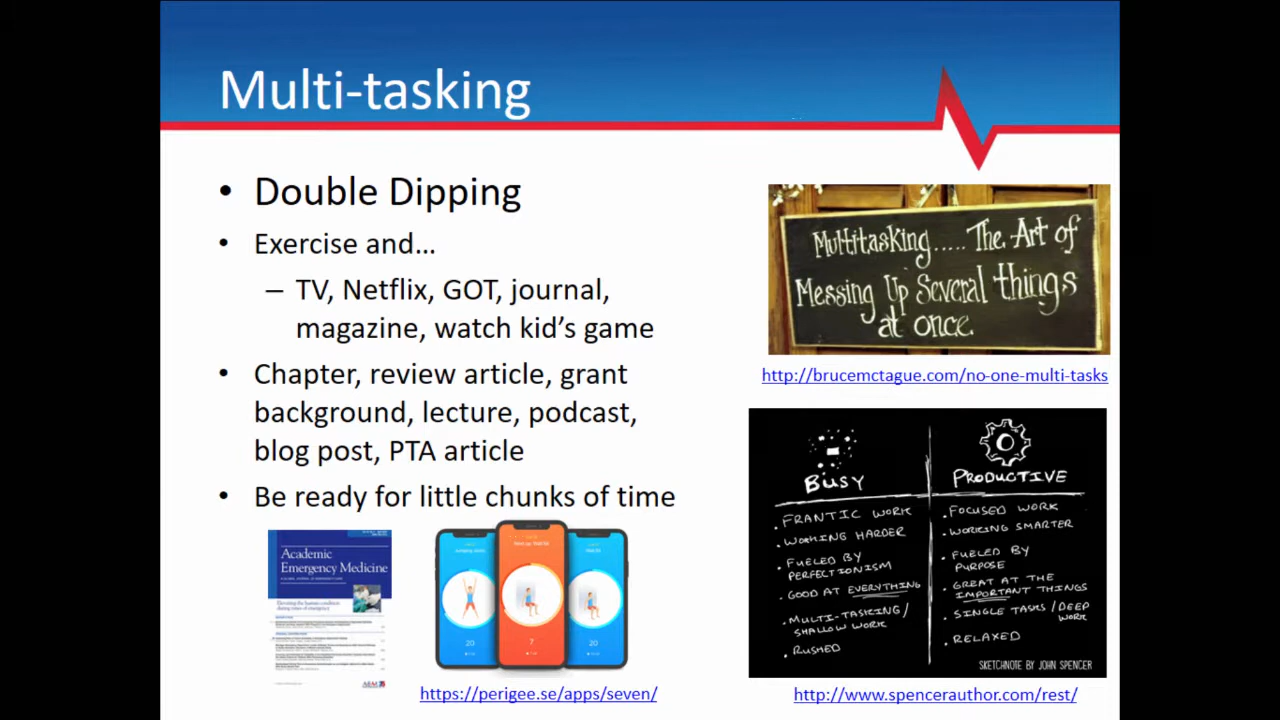 Multi-tasking
• Double Dipping
• Exercise and…
– TV, Netflix, GOT, journal,
magazine, watch kid’s game
• Chapter, review article, grant
background, lecture, podcast,
blog post, PTA article
• Be ready for little chunks of time
Multitasking..... The Art of
Messing Up Several things
at once.
http://brucemctague.com/no-one-multi-tasks
BUSY
• FRANTIC WORK
• WORKING HARDER
• FUELED BY
PERFECTIONISM
• GOOD AT EVERYTHING
• MULTI-TASKING/
SHALLOW WORK
• RUSHED
PRODUCTIVE
• FOCUSED WORK
• WORKING SMARTER
• FUELED BY
PURPOSE
• GREAT AT THE
IMPORTANT THINGS
• SINGLE TASKS/DEEP
WORK
• RELAXED
SKETCHNOTE BY JOHN SPENCER
http://www.spencerauthor.com/rest/
Academic
Emergency Medicine
20
7
20
https://perigee.se/apps/seven/